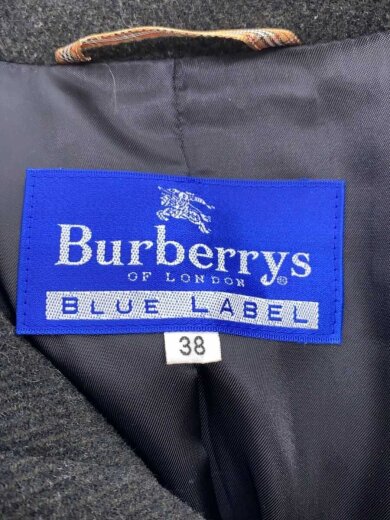 Burberrys®
OF LONDON
BLUE LABEL
38